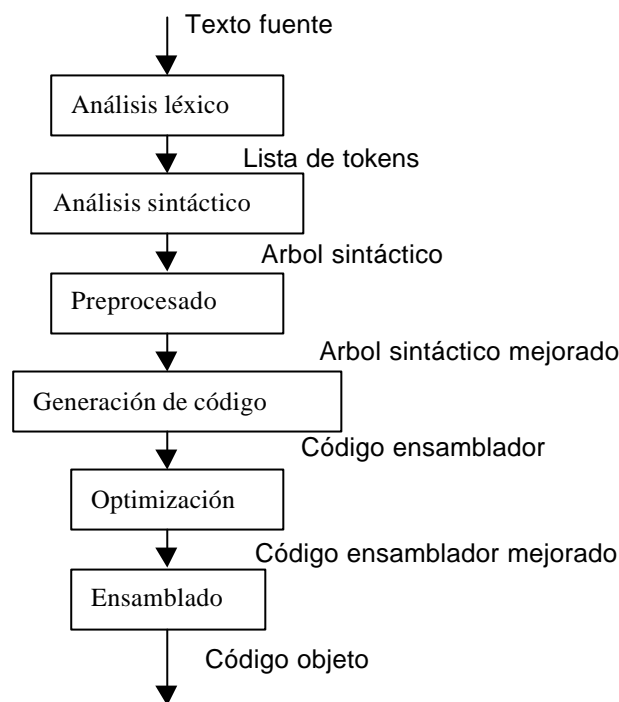 Texto fuente
Análisis léxico
Lista de tokens
Análisis sintáctico
Arbol sintáctico
Preprocesado
Arbol sintáctico mejorado
Generación de código
Código ensamblador
Optimización
Código ensamblador mejorado
Ensamblado
Código objeto